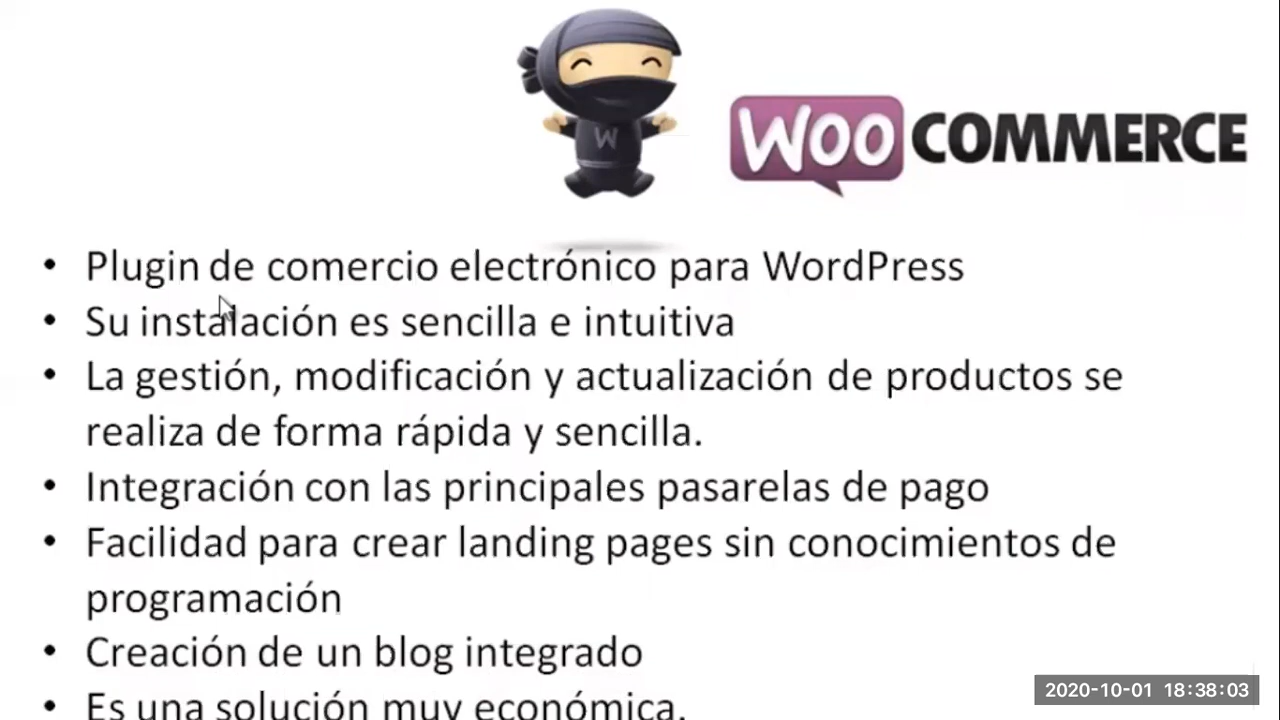 W
WOOCOMMERCE
• Plugin de comercio electrónico para WordPress
• Su instalación es sencilla e intuitiva
• La gestión, modificación y actualización de productos se
realiza de forma rápida y sencilla.
• Integración con las principales pasarelas de pago
• Facilidad para crear landing pages sin conocimientos de
programación
• Creación de un blog integrado
• Es una solución muy económica.
2020-10-01 18:38:03